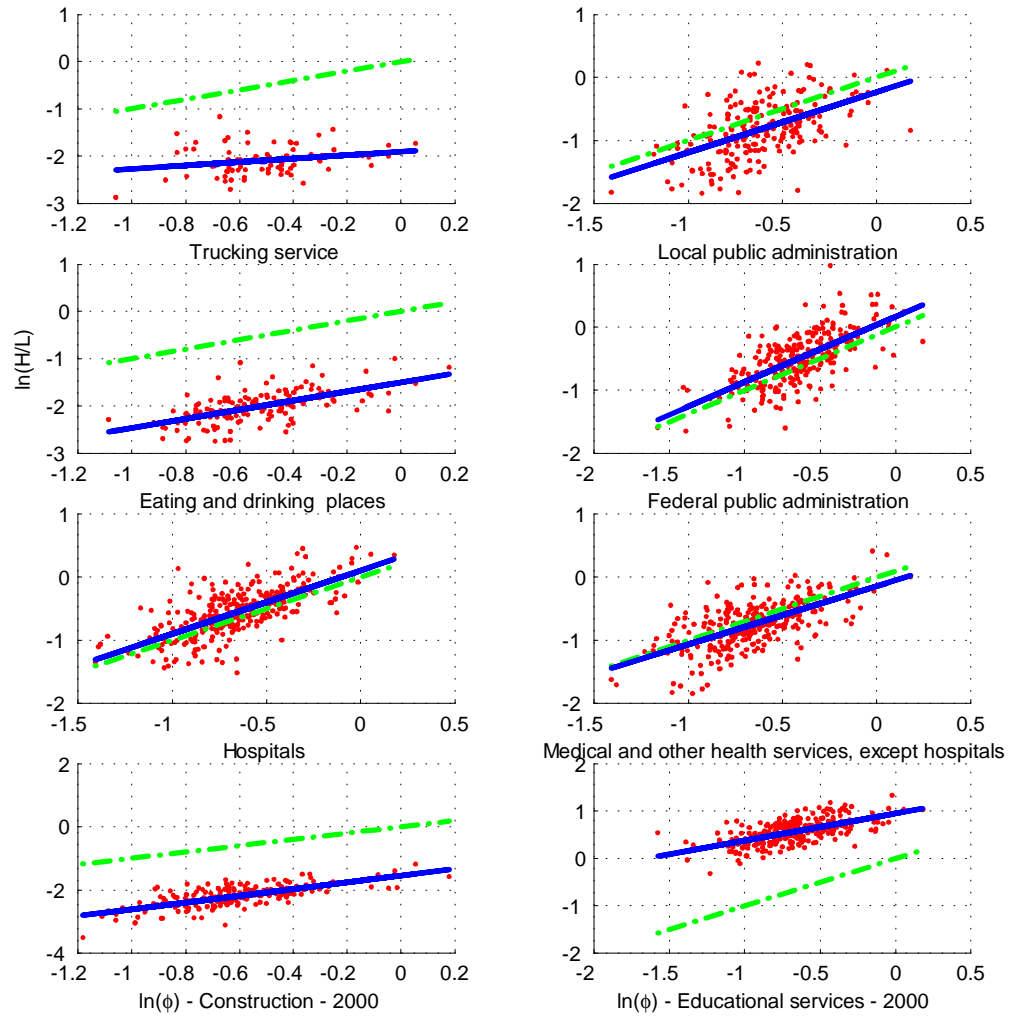 1
0
-1
-2
-3
-1.2 -1 -0.8 -0.6 -0.4 -0.2 0 0.2
Trucking service
1
0
-1
-2
-1.5 -1 -0.5 0 0.5
Local public administration
ln(H/L)
1
0
-1
-2
-3
-1.2 -1 -0.8 -0.6 -0.4 -0.2 0 0.2
Eating and drinking places
1
0
-1
-2
-2 -1.5 -1 -0.5 0 0.5
Federal public administration
1
0
-1
-2
-1.5 -1 -0.5 0 0.5
Hospitals
1
0
-1
-2
-1.5 -1 -0.5 0 0.5
Medical and other health services, except hospitals
2
0
-2
-4
-1.2 -1 -0.8 -0.6 -0.4 -0.2 0 0.2
ln(ϕ) - Construction - 2000
2
1
0
-1
-2
-2 -1.5 -1 -0.5 0 0.5
ln(ϕ) - Educational services - 2000